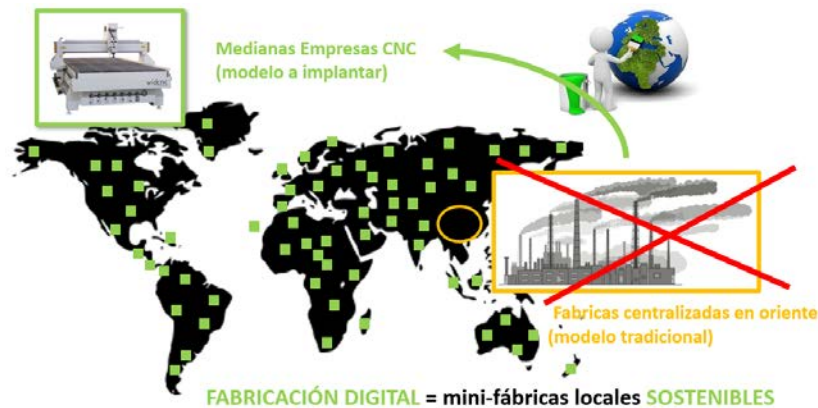 Medianas Empresas CNC
(modelo a implantar)
Fabricas centralizadas en oriente
(modelo tradicional)
FABRICACIÓN DIGITAL = mini-fábricas locales SOSTENIBLES